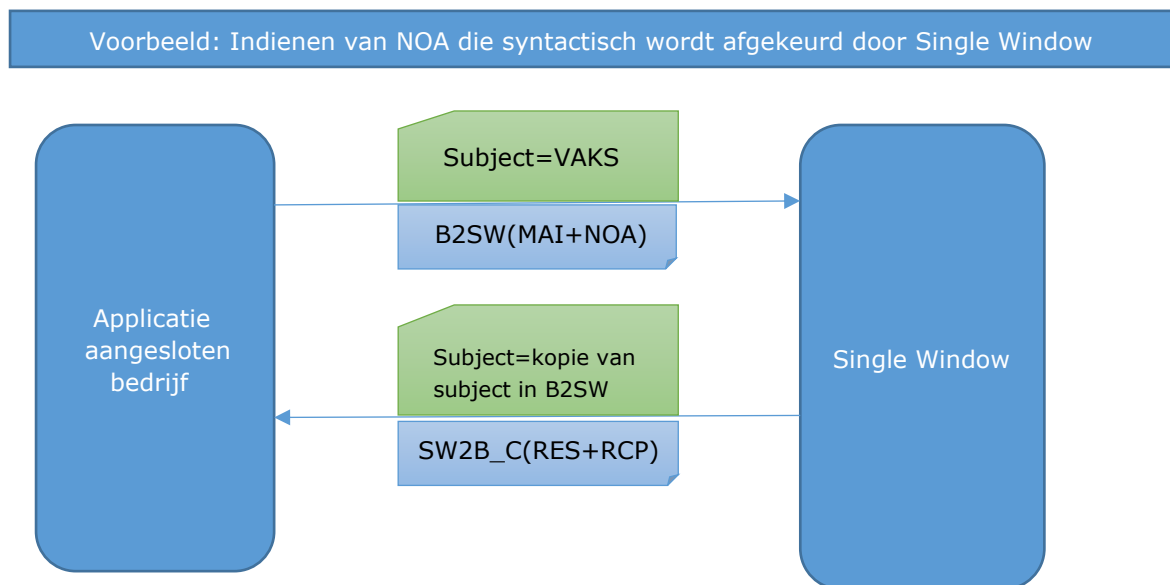 Voorbeeld: Indienen van NOA die syntactisch wordt afgekeurd door Single Window
Subject=VAKS
B2SW(MAI+NOA)
Applicatie
aangesloten
bedrijf
Subject=kopie van
subject in B2SW
SW2B_C(RES+RCP)
Single Window